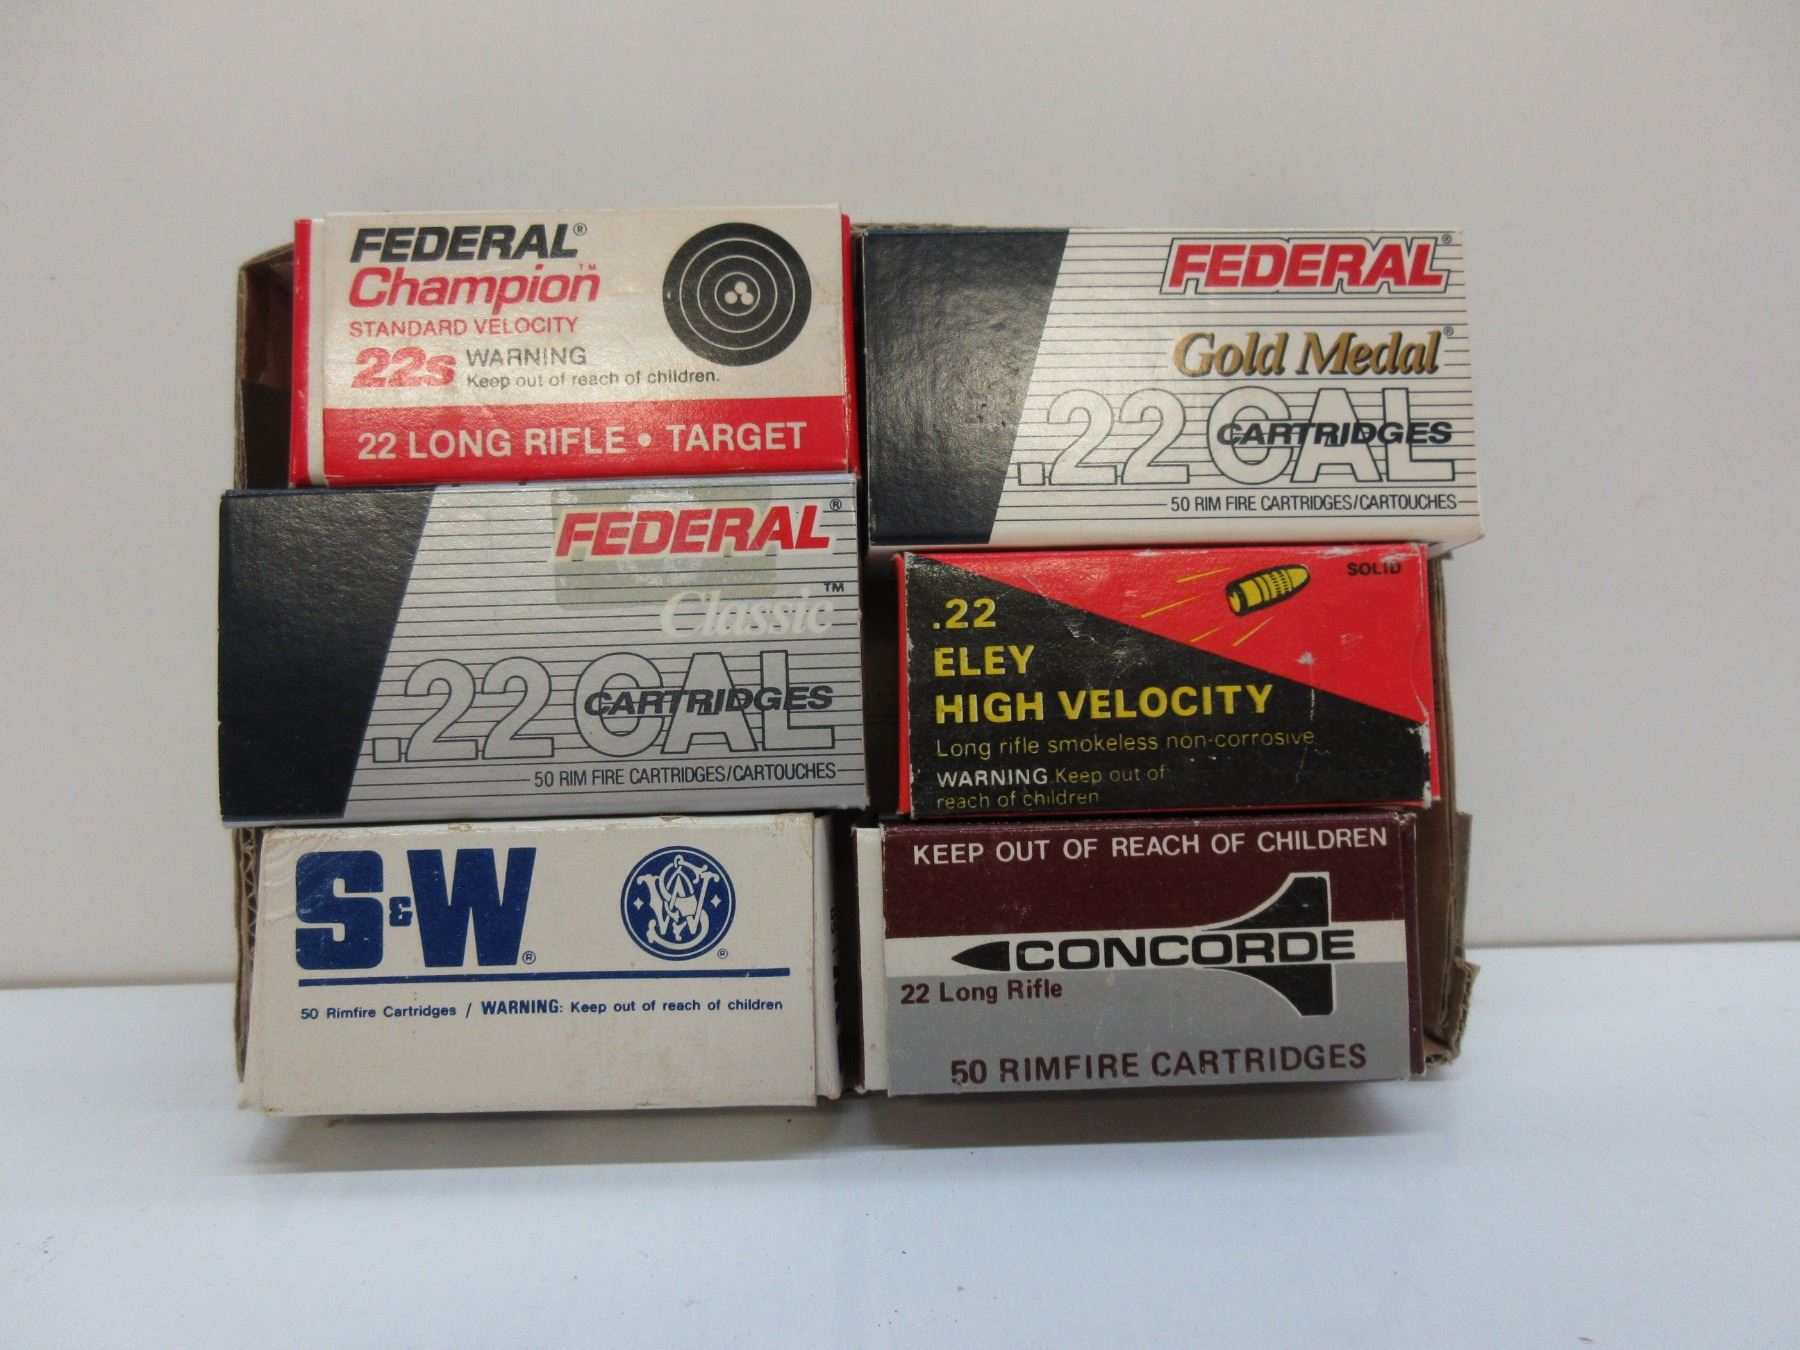 FEDERAL®
Champion™
STANDARD VELOCITY
22s WARNING
Keep out of reach of children.
22 LONG RIFLE • TARGET
FEDERAL®
Gold Medal®
.22 CAL
CARTRIDGES
50 RIM FIRE CARTRIDGES/CARTOUCHES
FEDERAL®
Classic™
.22 CAL
CARTRIDGES
50 RIM FIRE CARTRIDGES/CARTOUCHES
SOLID
.22
ELEY
HIGH VELOCITY
Long rifle smokeless non-corrosive
WARNING Keep out of
reach of children
S&W®
®
50 Rimfire Cartridges / WARNING: Keep out of reach of children
KEEP OUT OF REACH OF CHILDREN
CONCORDE
22 Long Rifle
50 RIMFIRE CARTRIDGES